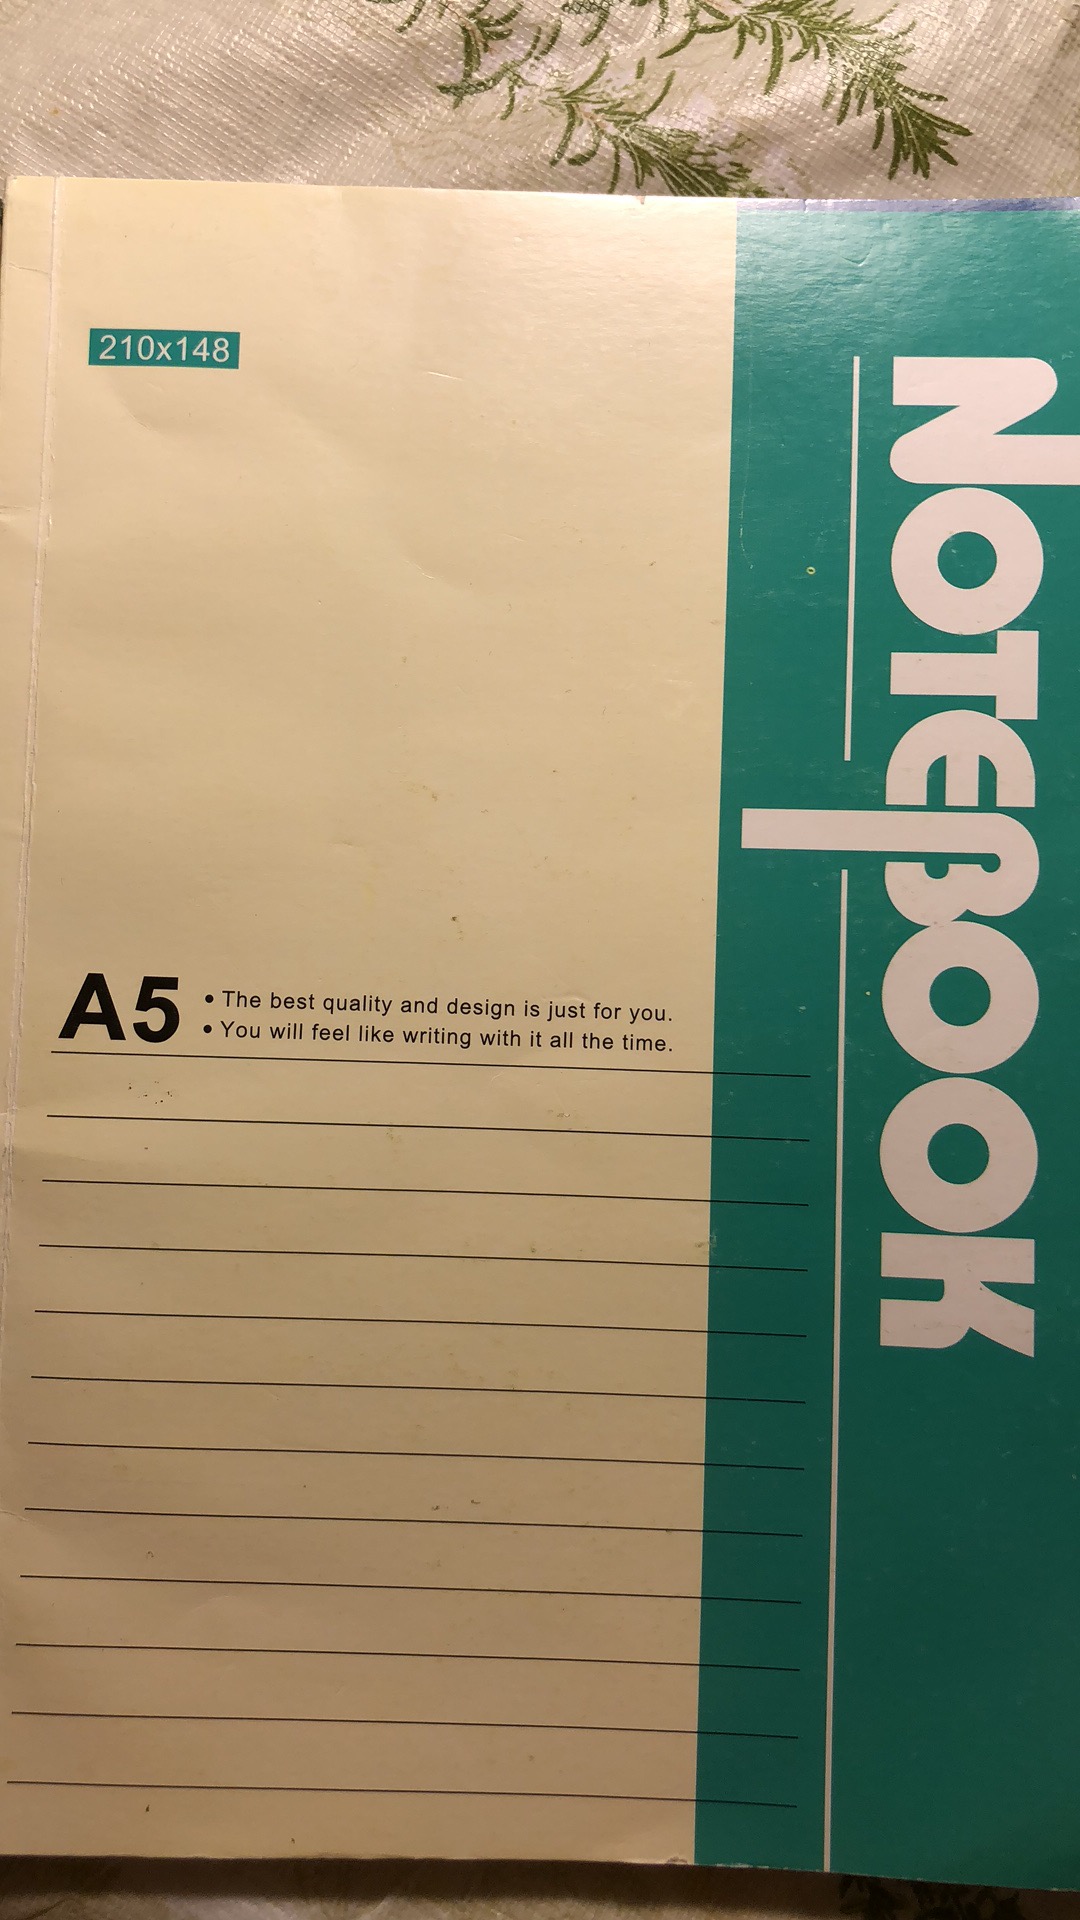 210x148
NOTEBOOK
A5
• The best quality and design is just for you.
• You will feel like writing with it all the time.